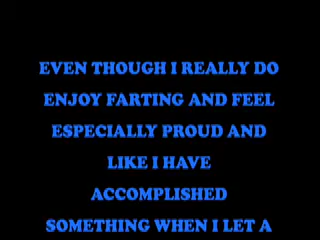 EVEN THOUGH I REALLY DO
ENJOY FARTING AND FEEL
ESPECIALLY PROUD AND
LIKE I HAVE
ACCOMPLISHED
SOMETHING WHEN I LET A